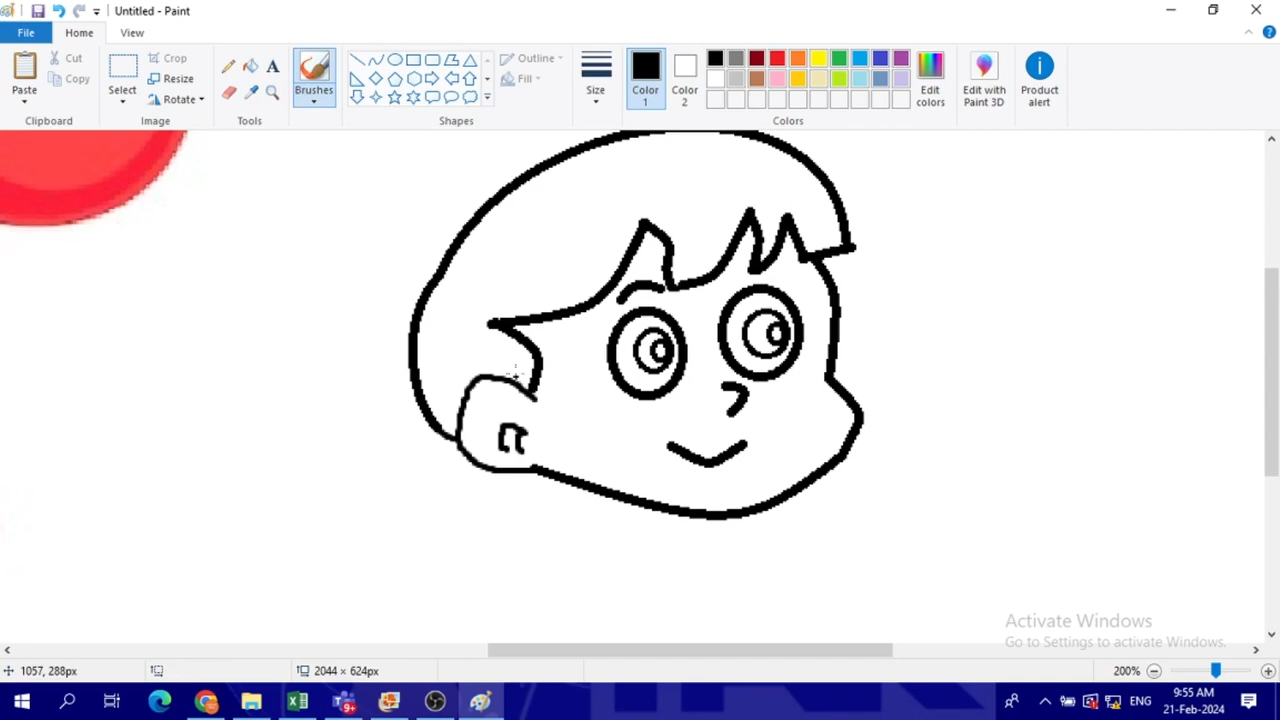 Untitled - Paint
File
Home
View
Paste
Cut
Copy
Clipboard
Select
Crop
Resize
Rotate
Image
Tools
Brushes
Outline
Fill
Shapes
Size
Color 1
Color 2
Edit colors
Colors
Edit with Paint 3D
Product alert
Activate Windows
Go to Settings to activate Windows.
1057, 288px
2044 × 624px
200%
9+
ENG
9:55 AM
21-Feb-2024